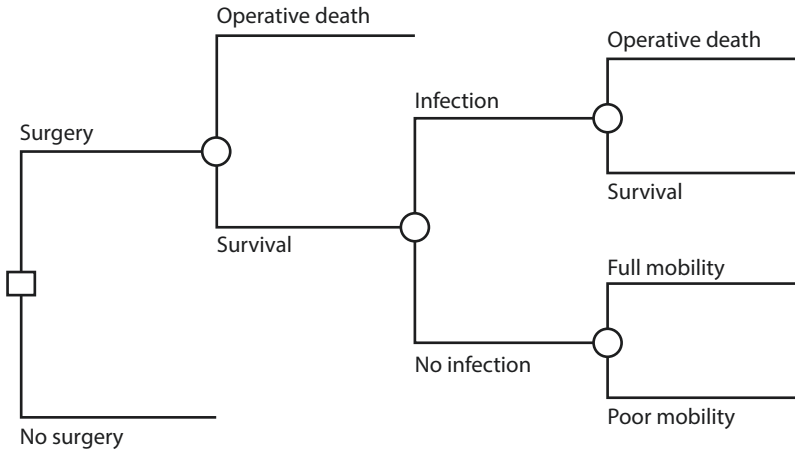 Operative death
Operative death
Infection
Surgery
Survival
Survival
Full mobility
No infection
Poor mobility
No surgery